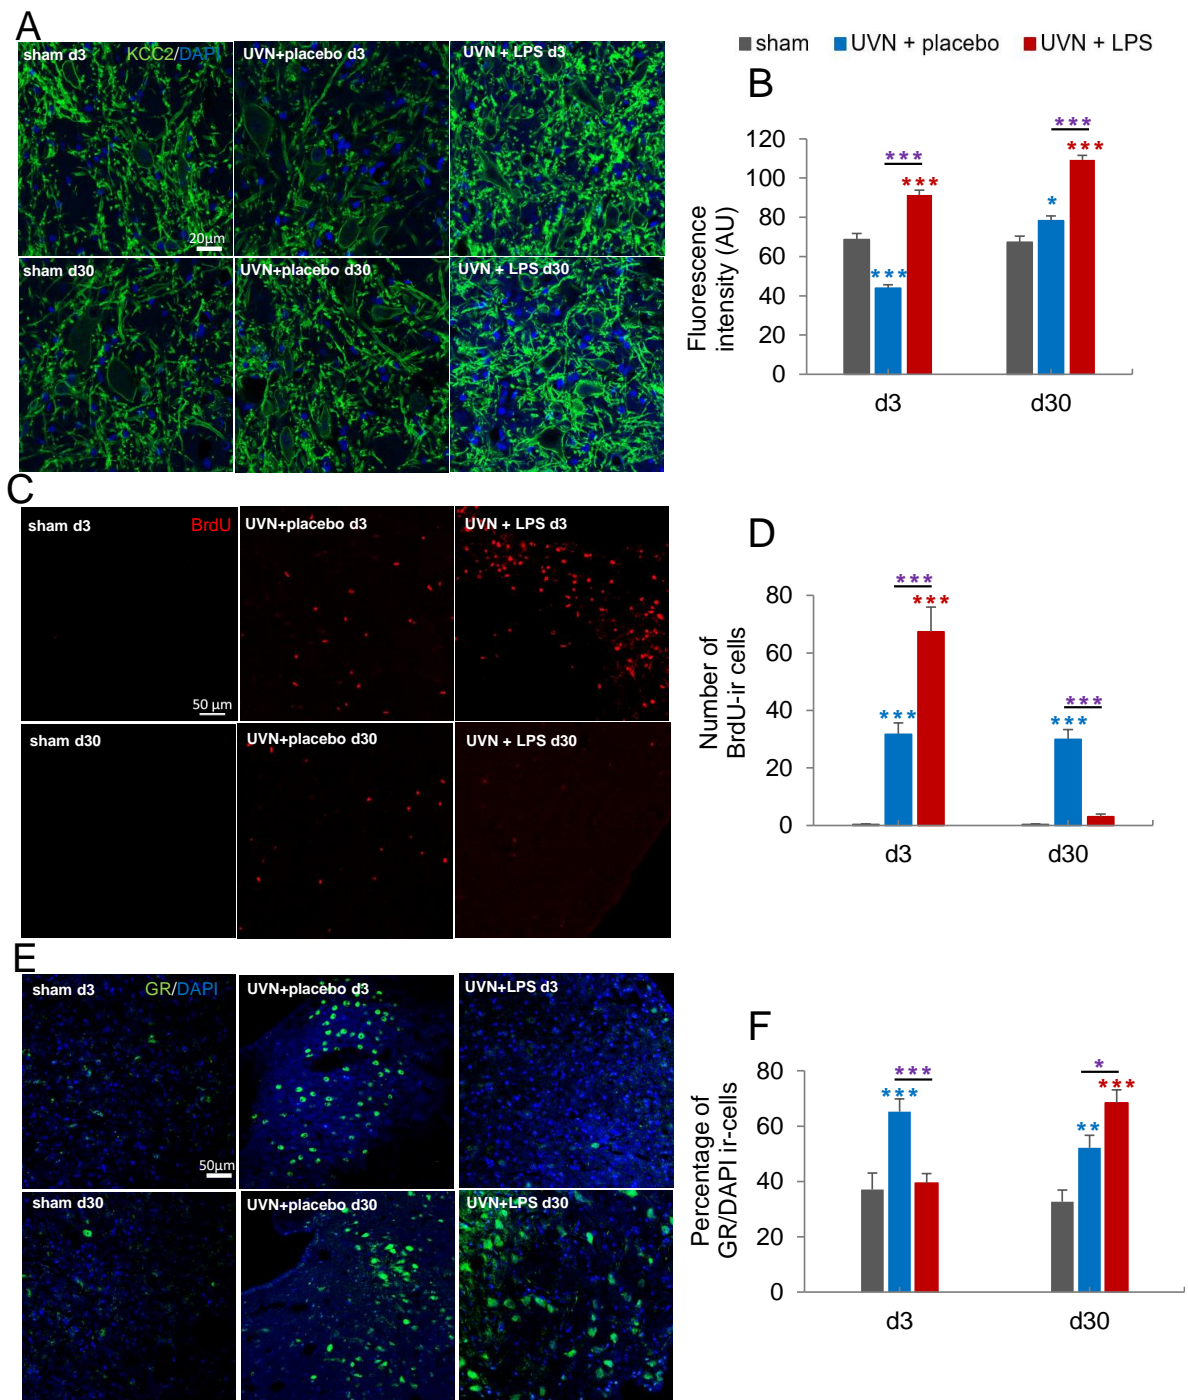 A
sham d3 KCC2/DAPI
UVN+placebo d3
UVN + LPS d3
20µm
sham d30
UVN+placebo d30
UVN + LPS d30
sham UVN + placebo UVN + LPS
B
Fluorescence
intensity (AU)
120
100
80
60
40
20
0
***
***
***
***
***
*
d3 d30
C
sham d3 BrdU
UVN+placebo d3
UVN + LPS d3
50 µm
sham d30
UVN+placebo d30
UVN + LPS d30
D
Number of
BrdU-ir cells
80
60
40
20
0
***
***
***
***
***
d3 d30
E
sham d3 GR/DAPI
UVN+placebo d3
UVN+LPS d3
50µm
sham d30
UVN+placebo d30
UVN+LPS d30
F
Percentage of
GR/DAPI ir-cells
80
60
40
20
0
***
***
*
***
**
d3 d30